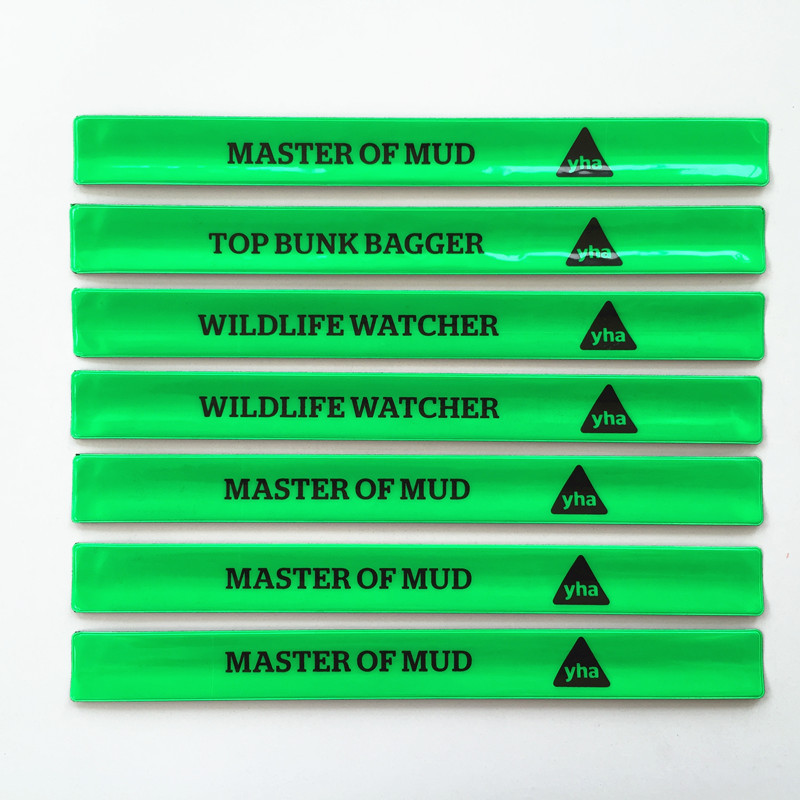 MASTER OF MUD yha
TOP BUNK BAGGER yha
WILDLIFE WATCHER yha
WILDLIFE WATCHER yha
MASTER OF MUD yha
MASTER OF MUD yha
MASTER OF MUD yha